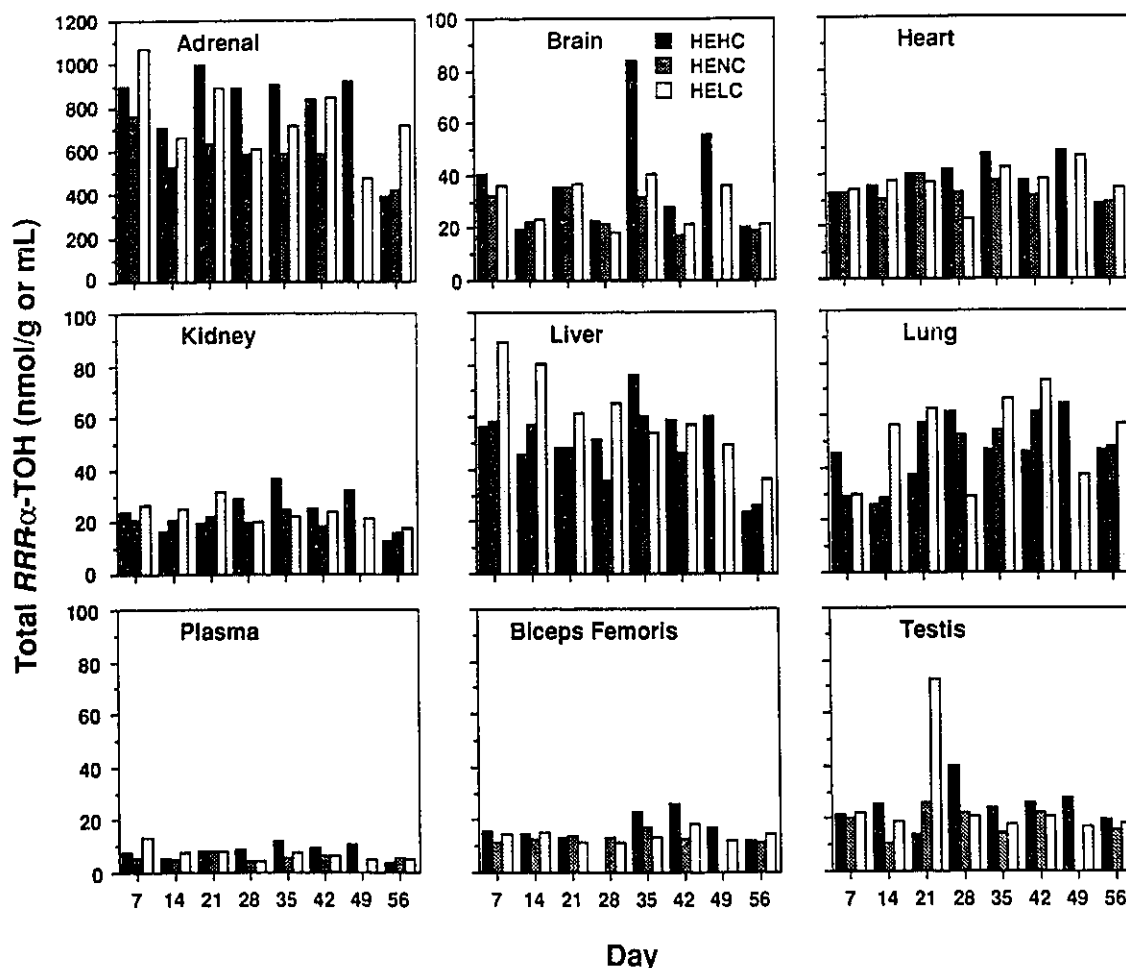 Total RRR-α-TOH (nmol/g or mL)
1200
1000
800
600
400
200
0
Adrenal
100
80
60
40
20
0
Brain
HEHC
HENC
HELC
Heart
100
80
60
40
20
0
Kidney
Liver
Lung
100
80
60
40
20
0
Plasma
Biceps Femoris
Testis
7 14 21 28 35 42 49 56
7 14 21 28 35 42 49 56
7 14 21 28 35 42 49 56
Day